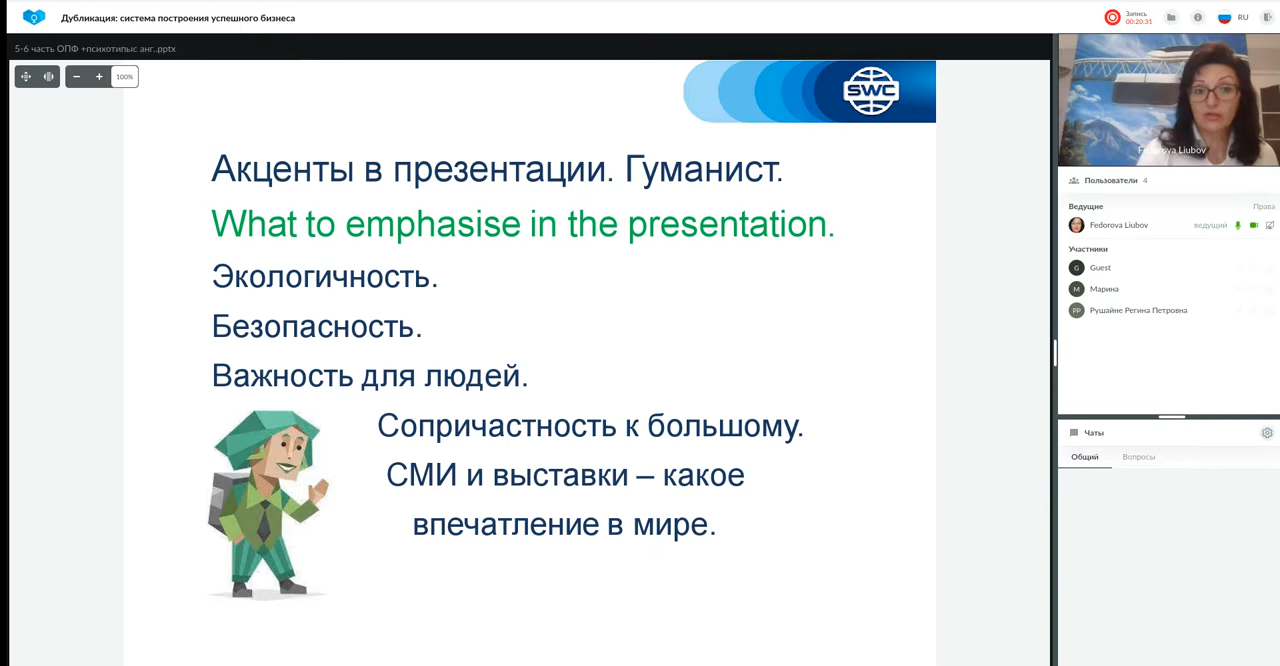 Дубликация: система построения успешного бизнеса
Запись
00:20:31
RU
5-6 часть ОПФ +психотипыс анг..pptx
100%
SWC
Акценты в презентации. Гуманист.
What to emphasise in the presentation.
Экологичность.
Безопасность.
Важность для людей.
Сопричастность к большому.
СМИ и выставки – какое
впечатление в мире.
Fedorova Liubov
Пользователи 4
Ведущие Права
Fedorova Liubov ведущий
Участники
G Guest
М Марина
РР Рушайне Регина Петровна
Чаты
Общий Вопросы